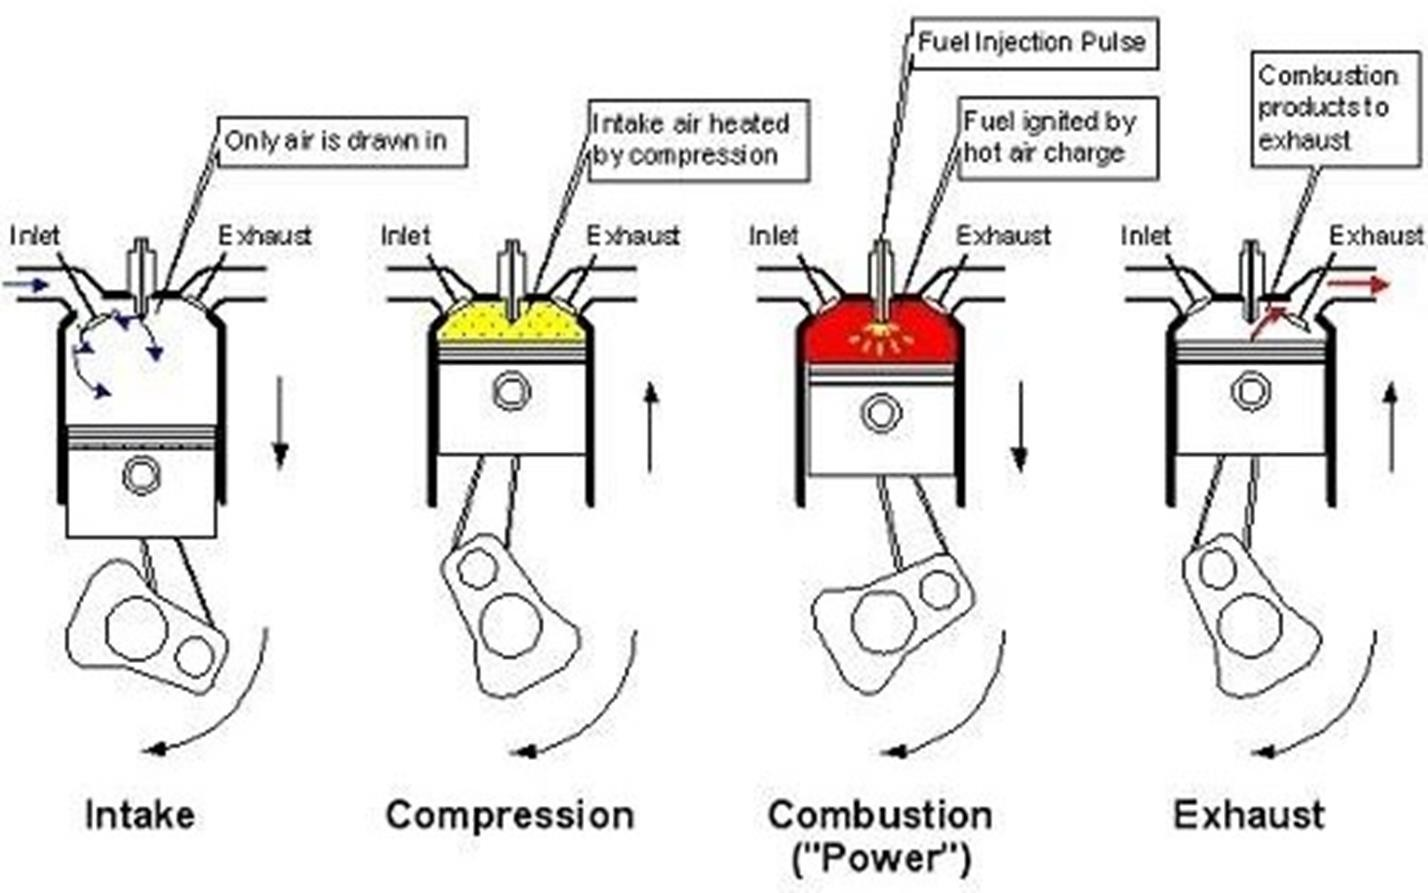 Fuel Injection Pulse
Only air is drawn in
Intake air heated
by compression
Fuel ignited by
hot air charge
Combustion
products to
exhaust
Inlet
Exhaust
Inlet
Exhaust
Inlet
Exhaust
Inlet
Exhaust
Intake
Compression
Combustion
("Power")
Exhaust